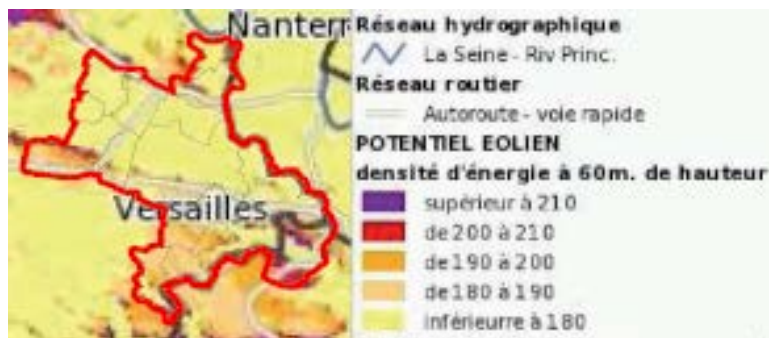 Nanterr
Versailles
Réseau hydrographique
La Seine - Riv Princ.
Réseau routier
Autoroute - voie rapide
POTENTIEL EOLIEN
densité d'énergie à 60m. de hauteur
supérieur à 210
de 200 à 210
de 190 à 200
de 180 à 190
inférieurre à 180